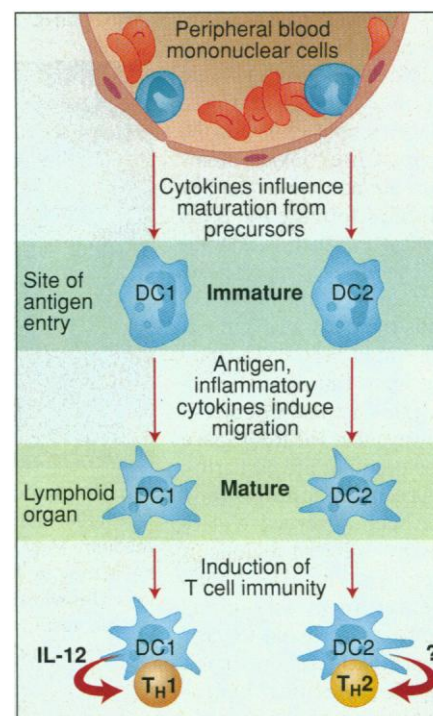 Peripheral blood
mononuclear cells
Cytokines influence
maturation from
precursors
Site of
antigen
entry
DC1 Immature DC2
Antigen,
inflammatory
cytokines induce
migration
Lymphoid
organ
DC1 Mature DC2
Induction of
T cell immunity
IL-12 DC1 DC2 ?
TH1 TH2